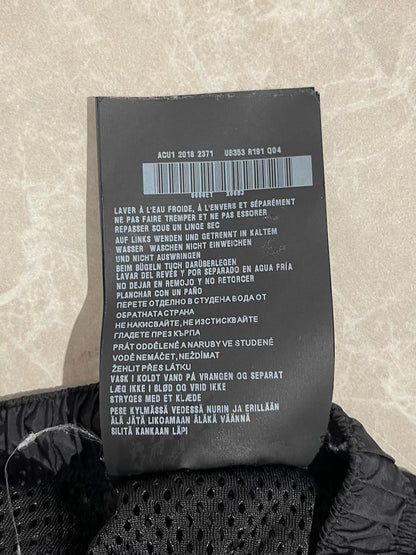 ACU1 2018 2371 U8353 R191 Q04
LAVER À L'EAU FROIDE, À L'ENVERS ET SÉPARÉMENT
NE PAS FAIRE TREMPER ET NE PAS ESSORER
REPASSER SOUS UN LINGE SEC
AUF LINKS WENDEN UND GETRENNT IN KALTEM
WASSER WASCHEN NICHT EINWEICHEN
UND NICHT AUSWRINGEN
BEIM BÜGELN TUCH DARÜBERLEGEN
LAVAR DEL REVÉS Y POR SEPARADO EN AGUA FRÍA
NO DEJAR EN REMOJO Y NO RETORCER
PLANCHAR CON UN PAÑO
ПЕРЕТЕ ОТДЕЛНО В СТУДЕНА ВОДА ОТ
ОБРАТНАТА СТРАНА
НЕ НАКИСВАЙТЕ, НЕ ИЗСТИСКВАЙТЕ
ГЛАДЕТЕ ПРЕЗ КЪРПА
PRÁT ODDĚLENĚ A NARUBY VE STUDENÉ
VODĚ NEMÁČET, NEŽDÍMAT
ŽEHLIT PŘES LÁTKU
VASK I KOLDT VAND PÅ VRANGEN OG SEPARAT
LÆG IKKE I BLØD OG VRID IKKE
STRYGES MED ET KLÆDE
PESE KYLMÄSSÄ VEDESSÄ NURIN JA ERILLÄÄN
ÄLÄ JÄTÄ LIKOAMAAN ÄLÄKÄ VÄÄNNÄ
SILITÄ KANKAAN LÄPI